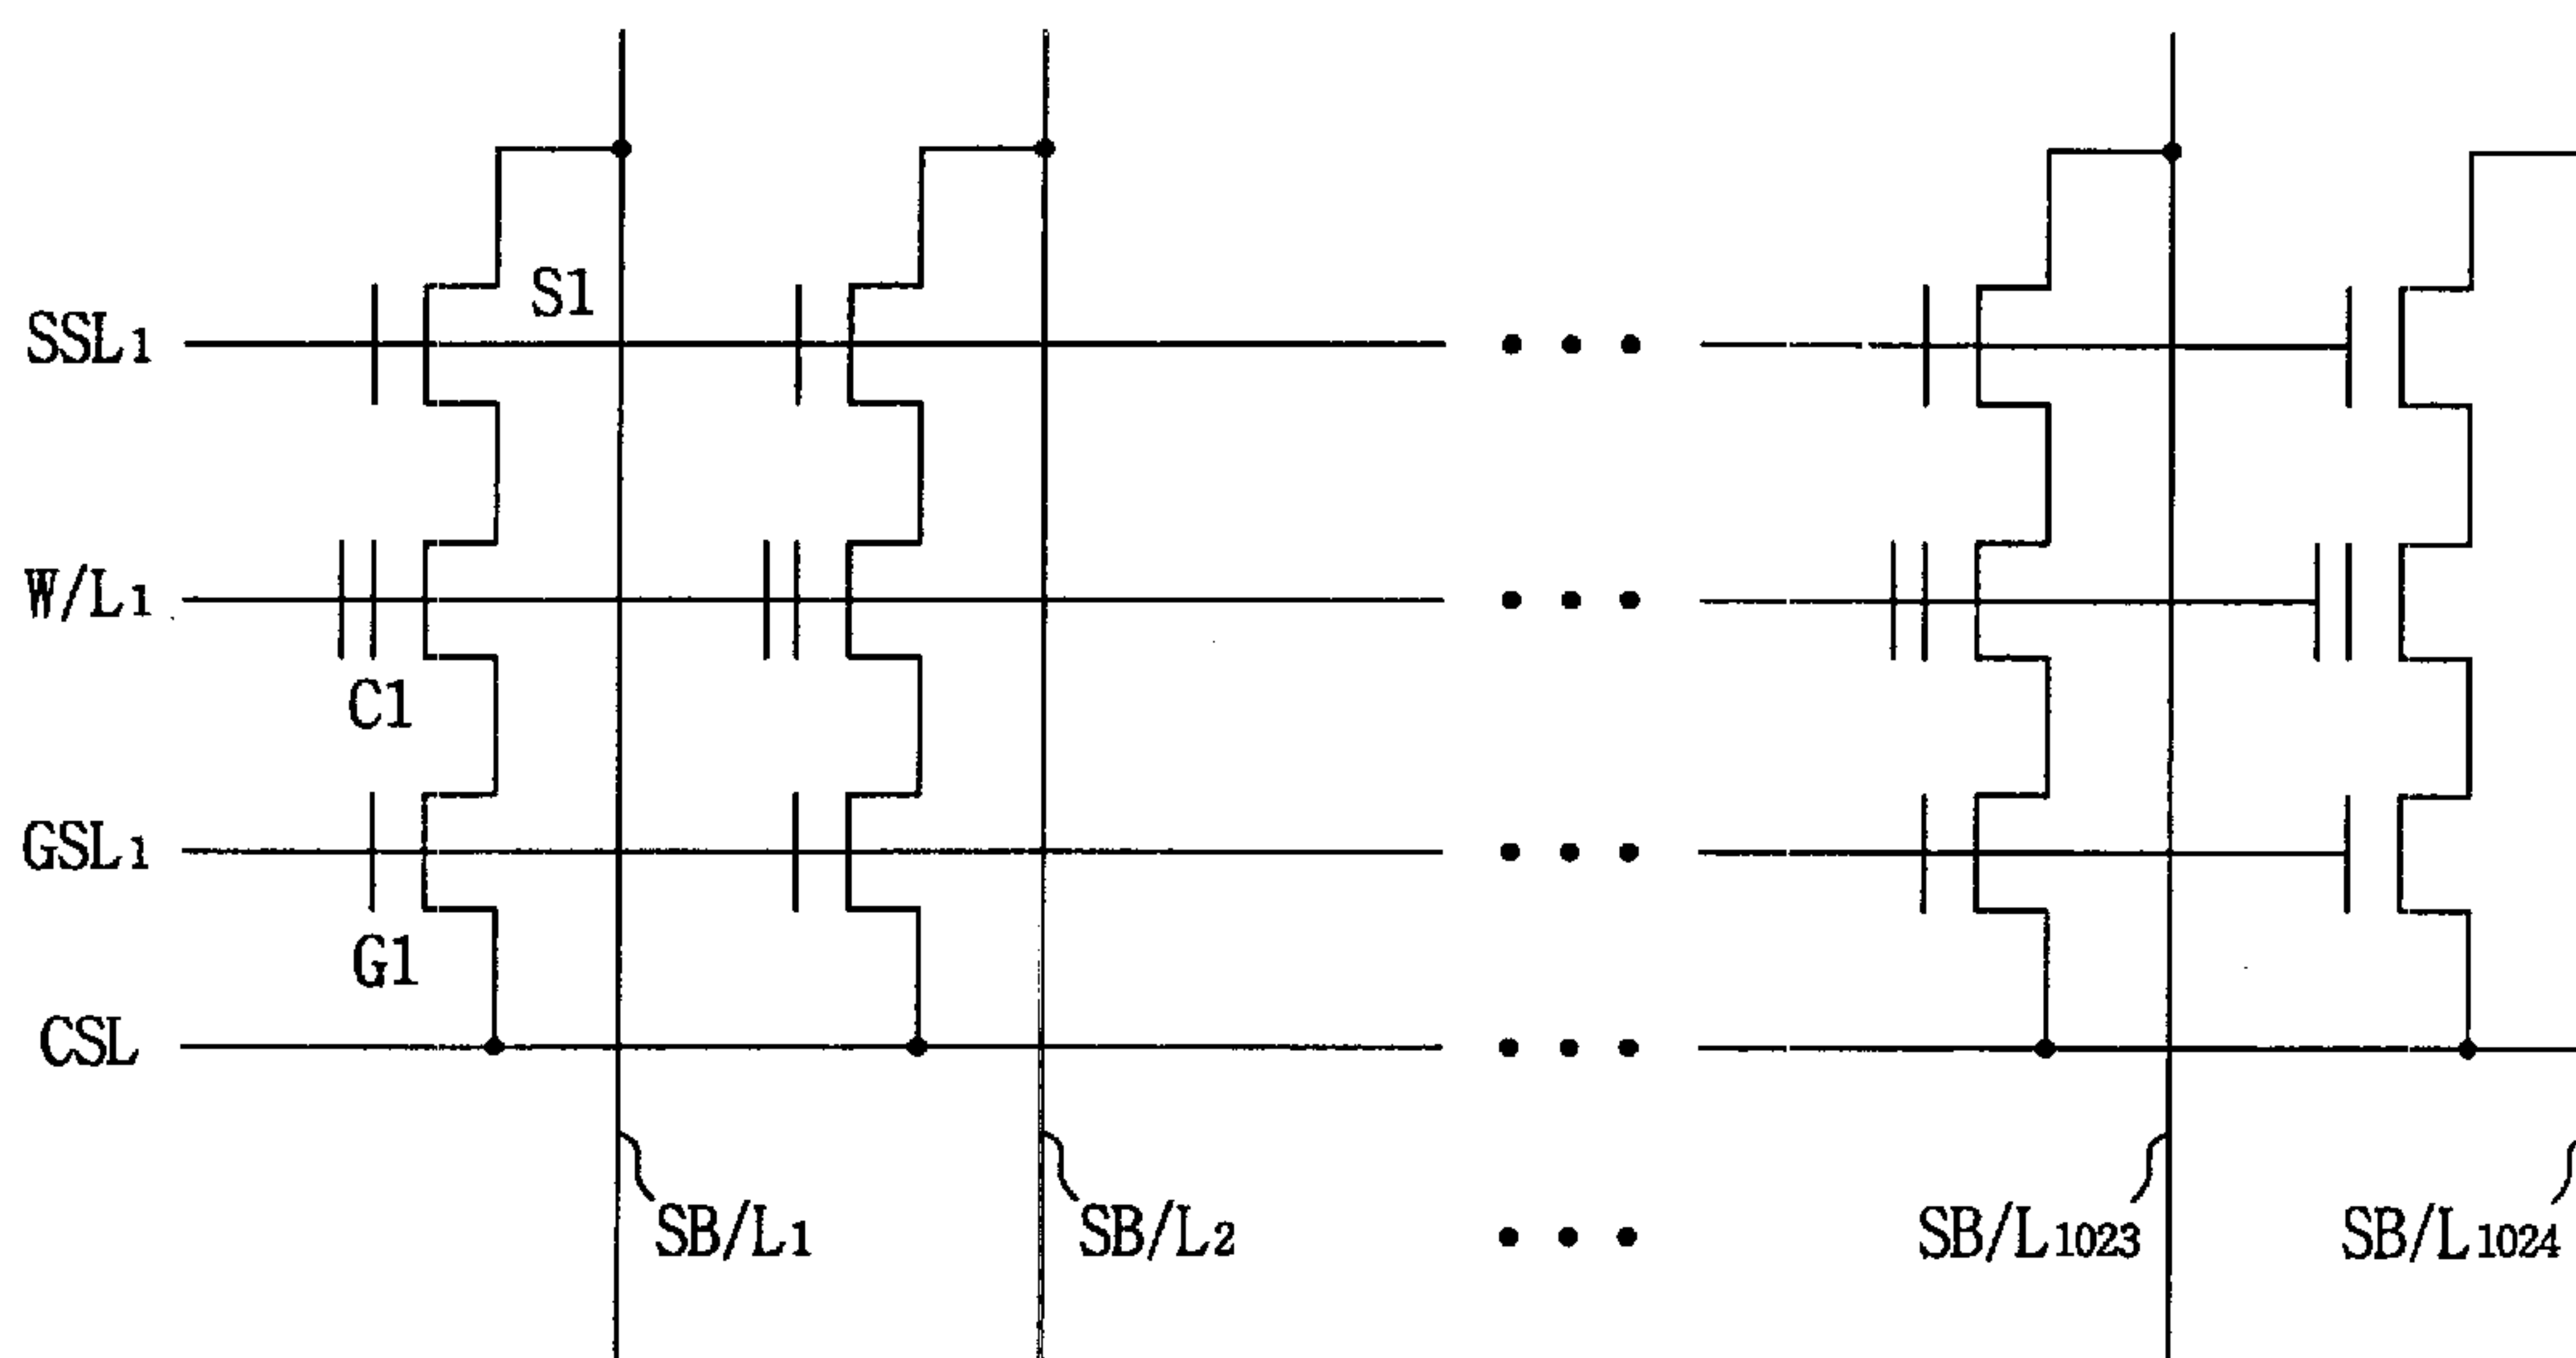 S1
SSL1
W/L1
C1
GSL1
G1
CSL
SB/L1 SB/L2 SB/L1023 SB/L1024